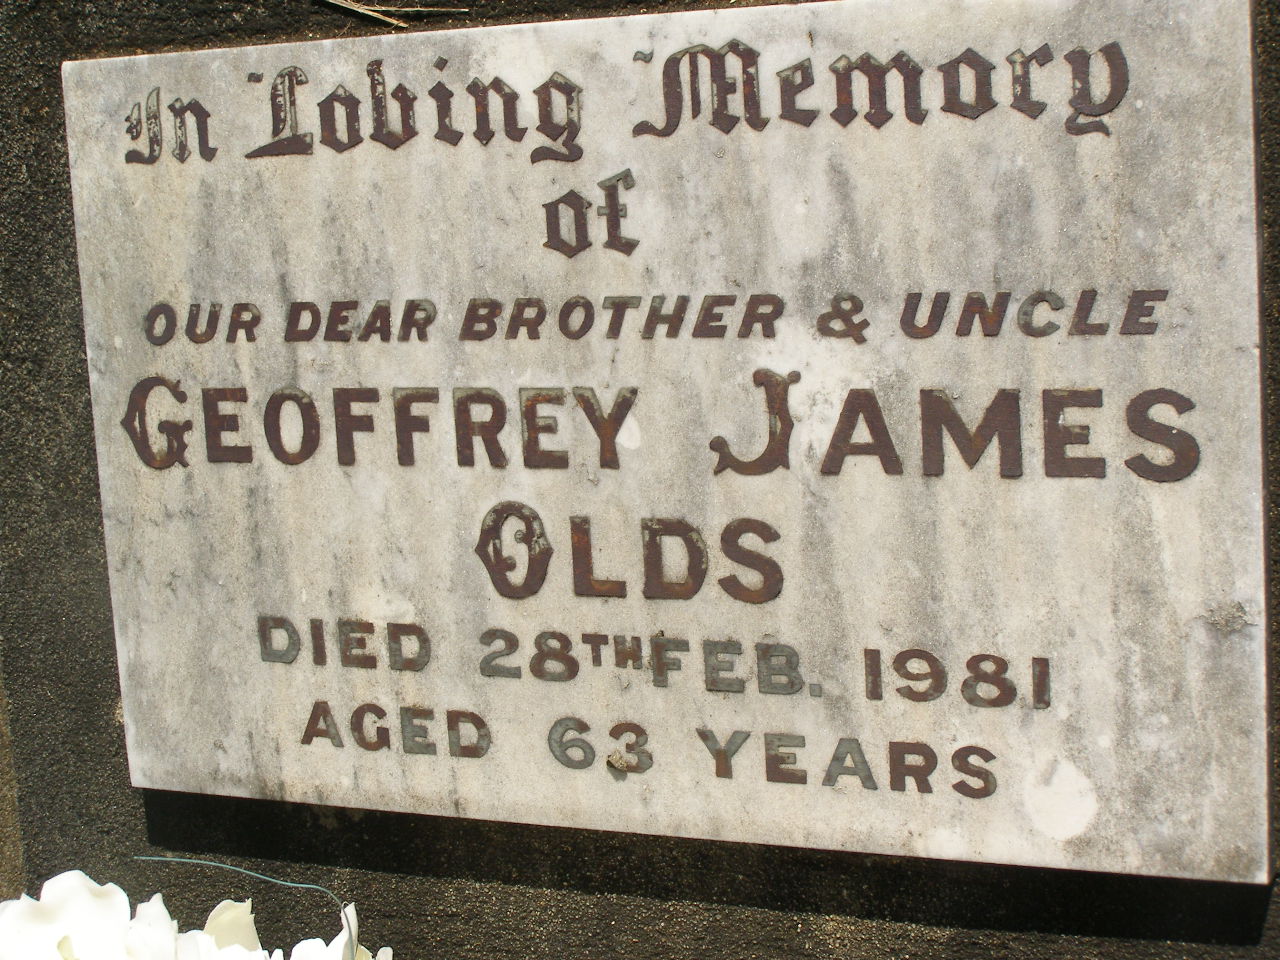 In Loving Memory
of
OUR DEAR BROTHER & UNCLE
GEOFFREY JAMES
OLDS
DIED 28TH FEB. 1981
AGED 63 YEARS